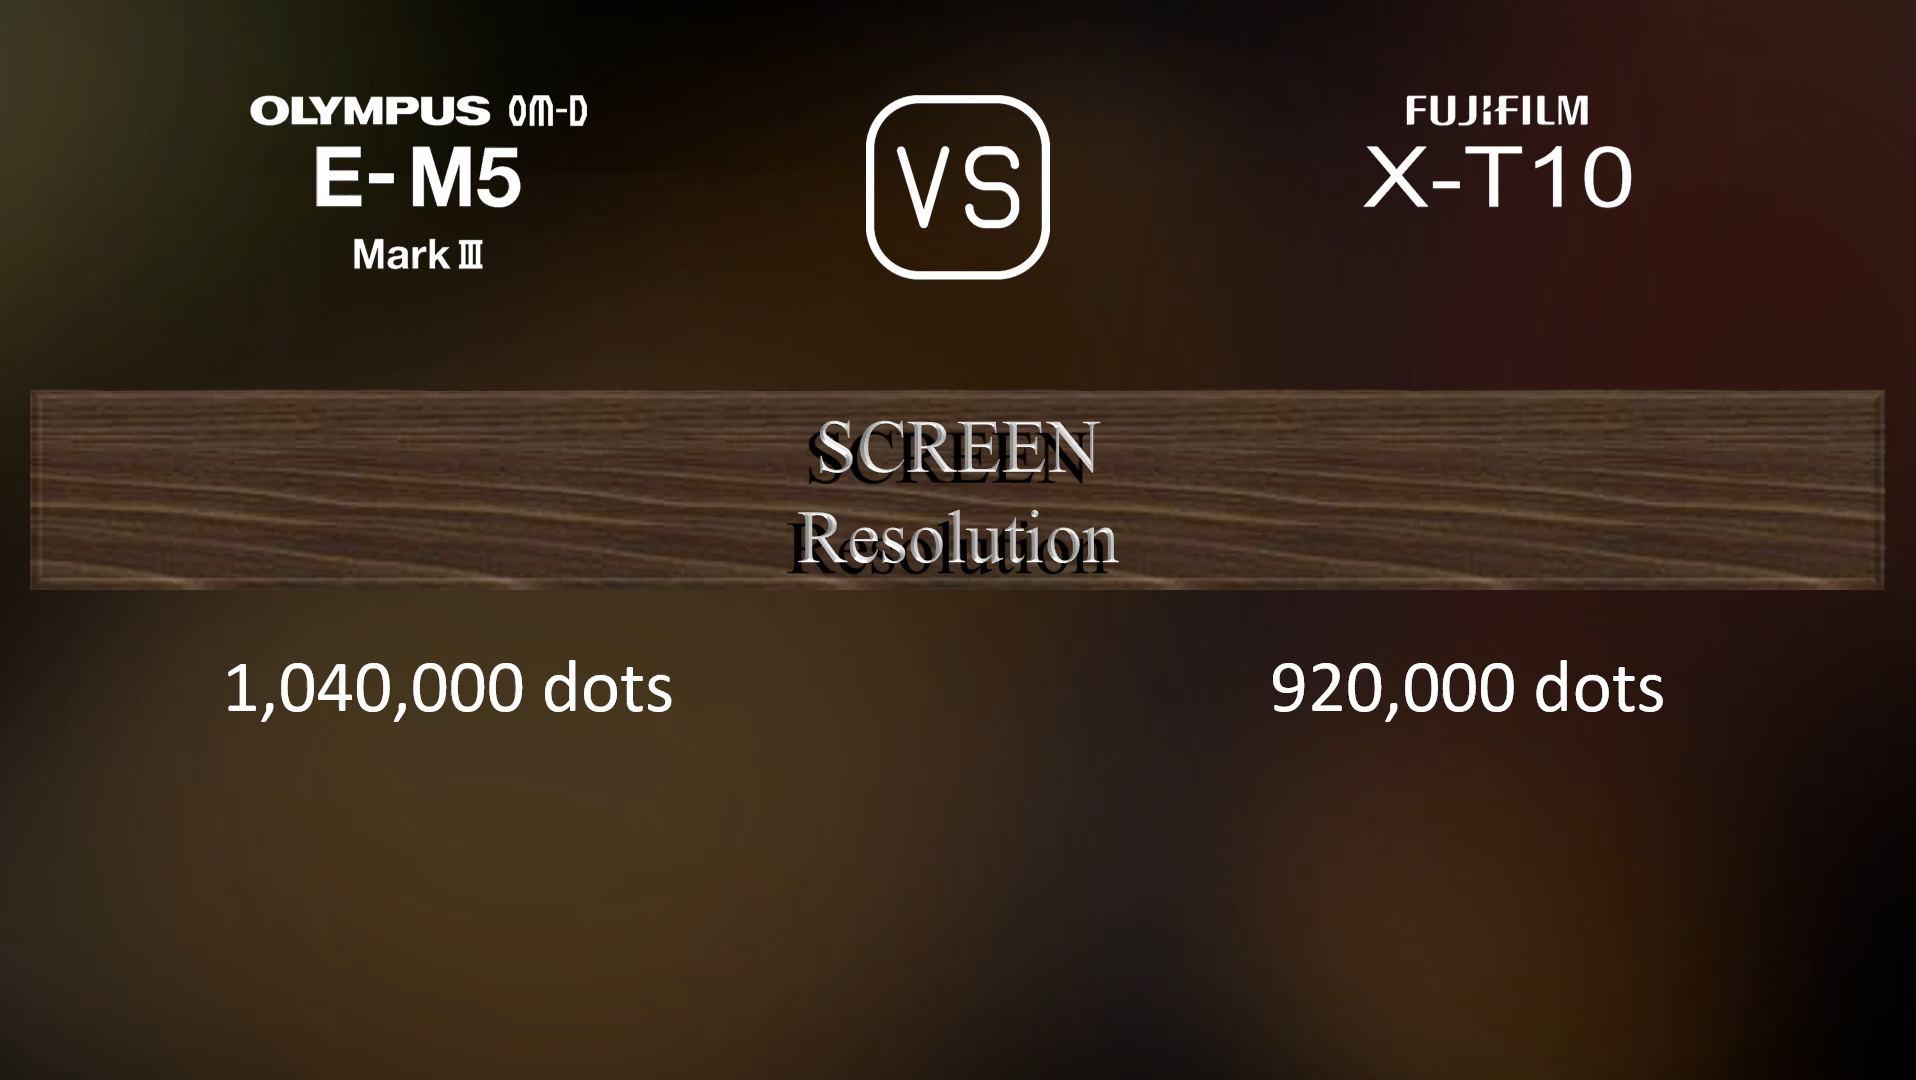 OLYMPUS OM-D
E-M5
Mark III
VS
FUJIFILM
X-T10
SCREEN
Resolution
1,040,000 dots
920,000 dots